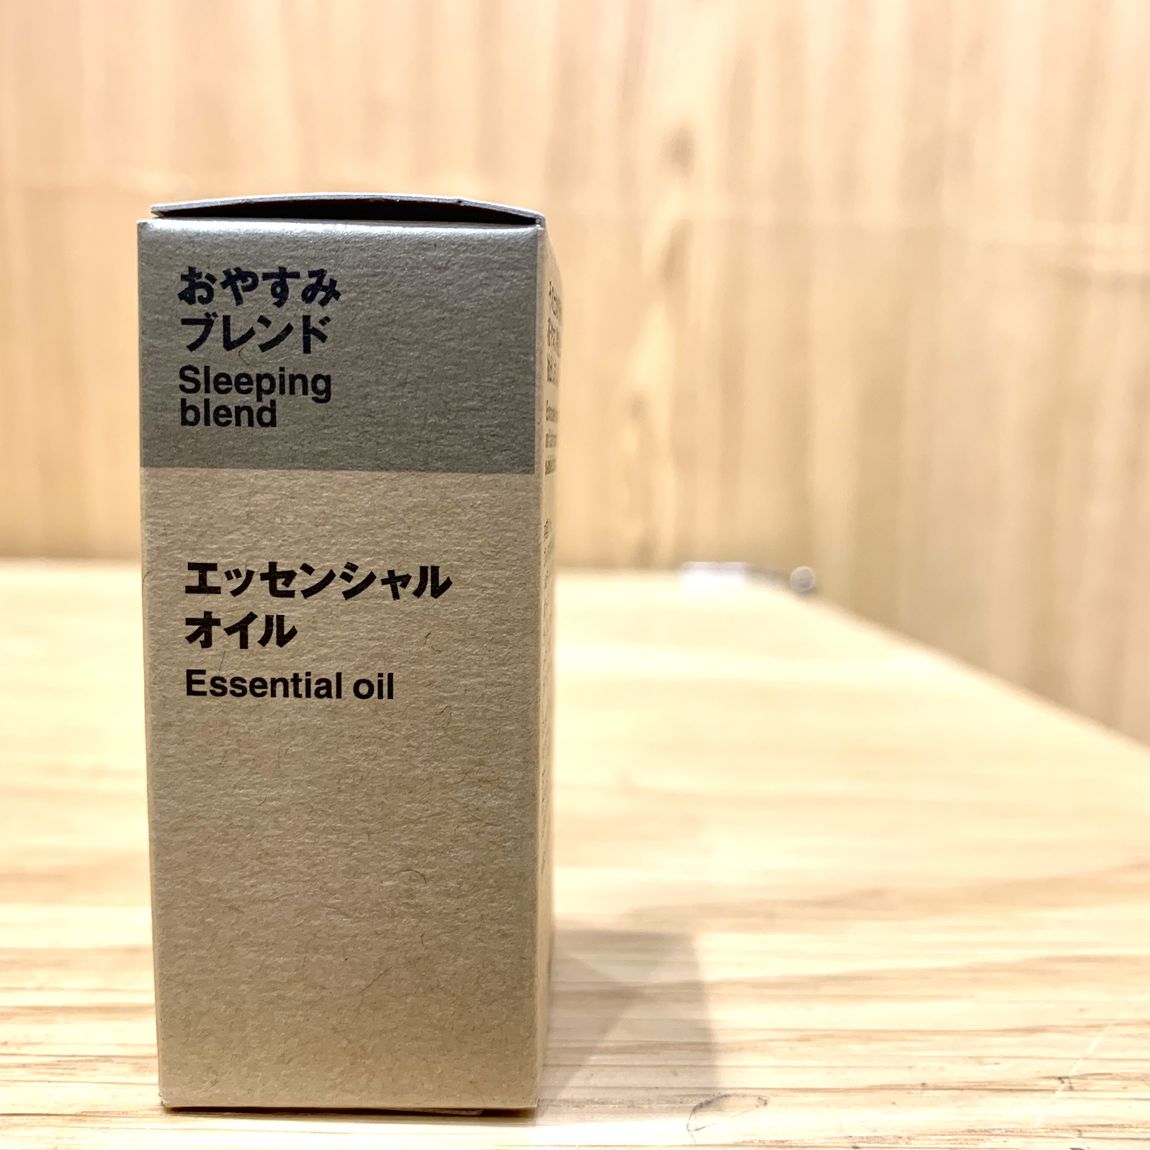 おやすみ
ブレンド
Sleeping
blend
エッセンシャル
オイル
Essential oil